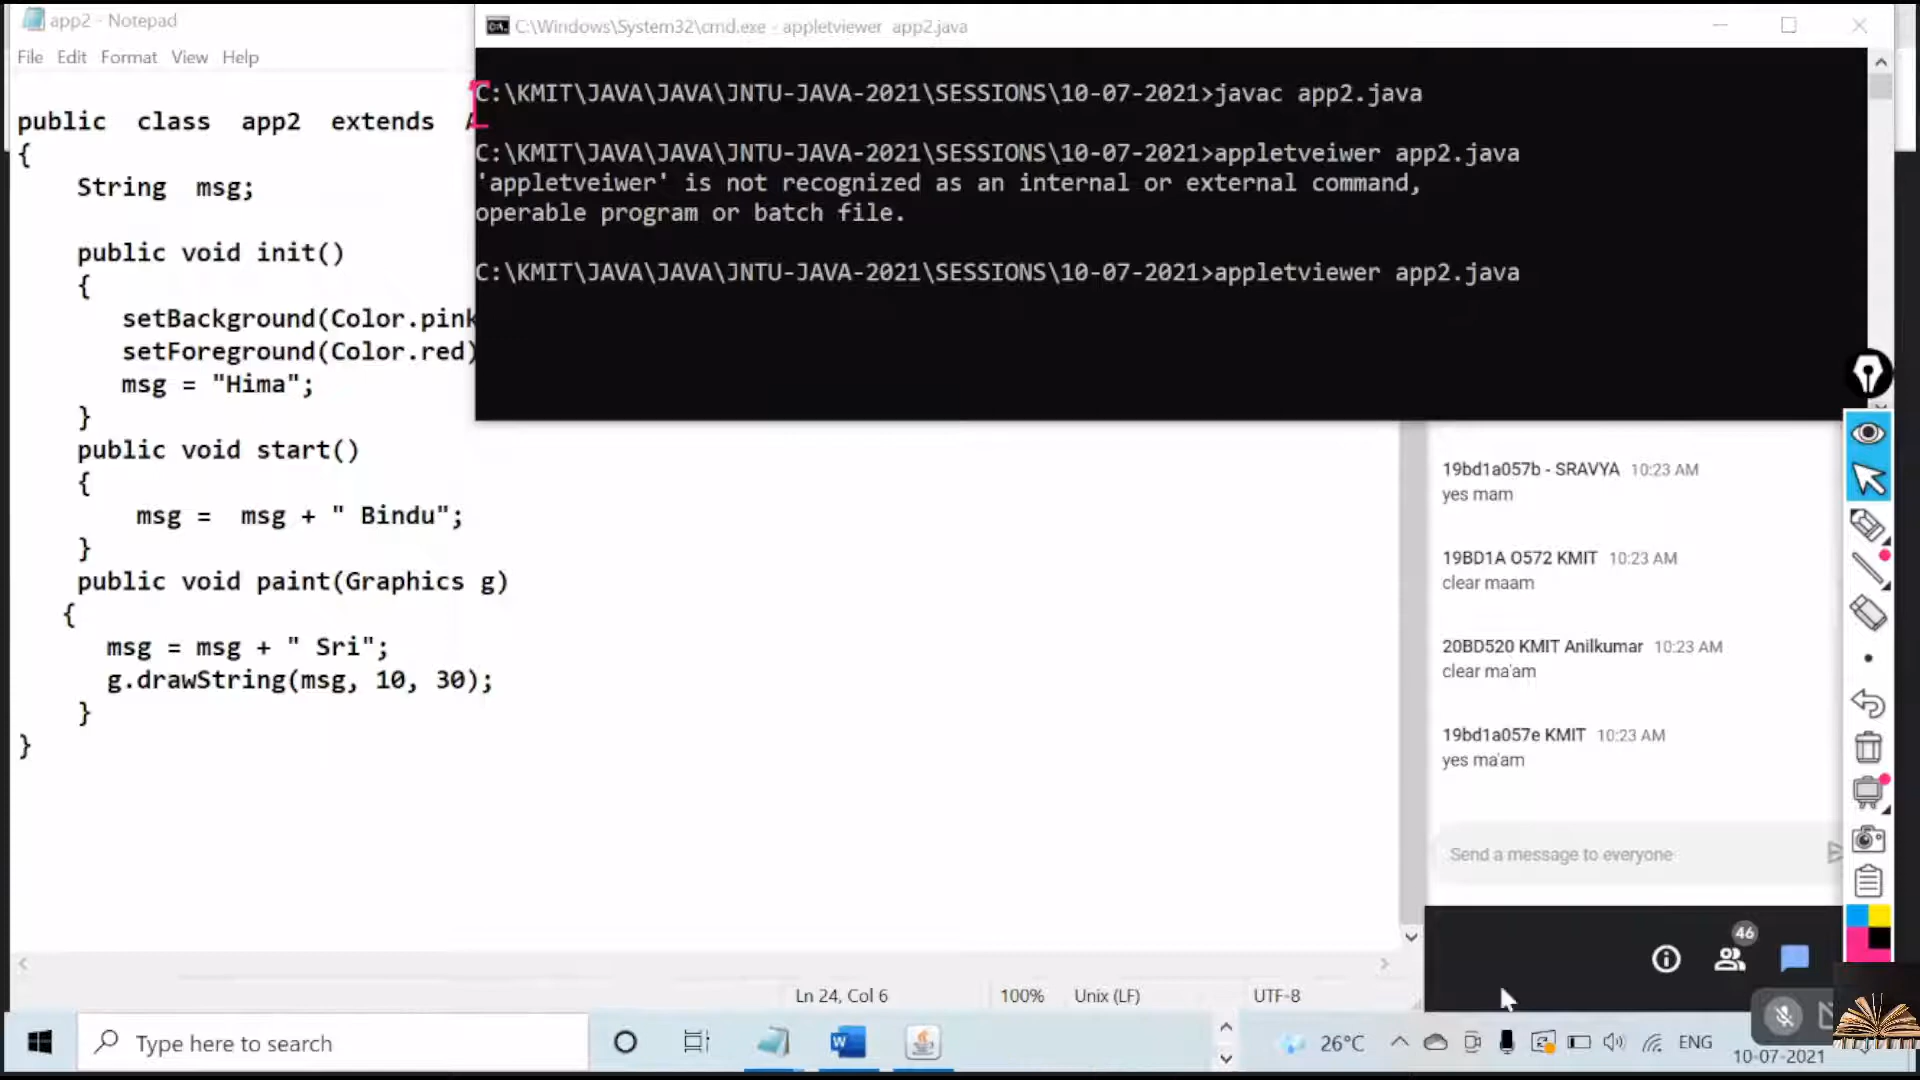 app2 - Notepad
File Edit Format View Help
public class app2 extends
{
String msg;
public void init()
{
setBackground(Color.pink
setForeground(Color.red)
msg = "Hima";
}
public void start()
{
msg = msg + " Bindu";
}
public void paint(Graphics g)
{
msg = msg + " Sri";
g.drawString(msg, 10, 30);
}
}
Ln 24, Col 6 100% Unix (LF) UTF-8
C:\Windows\System32\cmd.exe - appletviewer app2.java
C:\KMIT\JAVA\JAVA\JNTU-JAVA-2021\SESSIONS\10-07-2021>javac app2.java
C:\KMIT\JAVA\JAVA\JNTU-JAVA-2021\SESSIONS\10-07-2021>appletveiwer app2.java
'appletveiwer' is not recognized as an internal or external command,
operable program or batch file.
C:\KMIT\JAVA\JAVA\JNTU-JAVA-2021\SESSIONS\10-07-2021>appletviewer app2.java
19bd1a057b - SRAVYA 10:23 AM
yes mam
19BD1A O572 KMIT 10:23 AM
clear maam
20BD520 KMIT Anilkumar 10:23 AM
clear ma'am
19bd1a057e KMIT 10:23 AM
yes ma'am
Send a message to everyone
46
Type here to search
26°C
ENG
10-07-2021